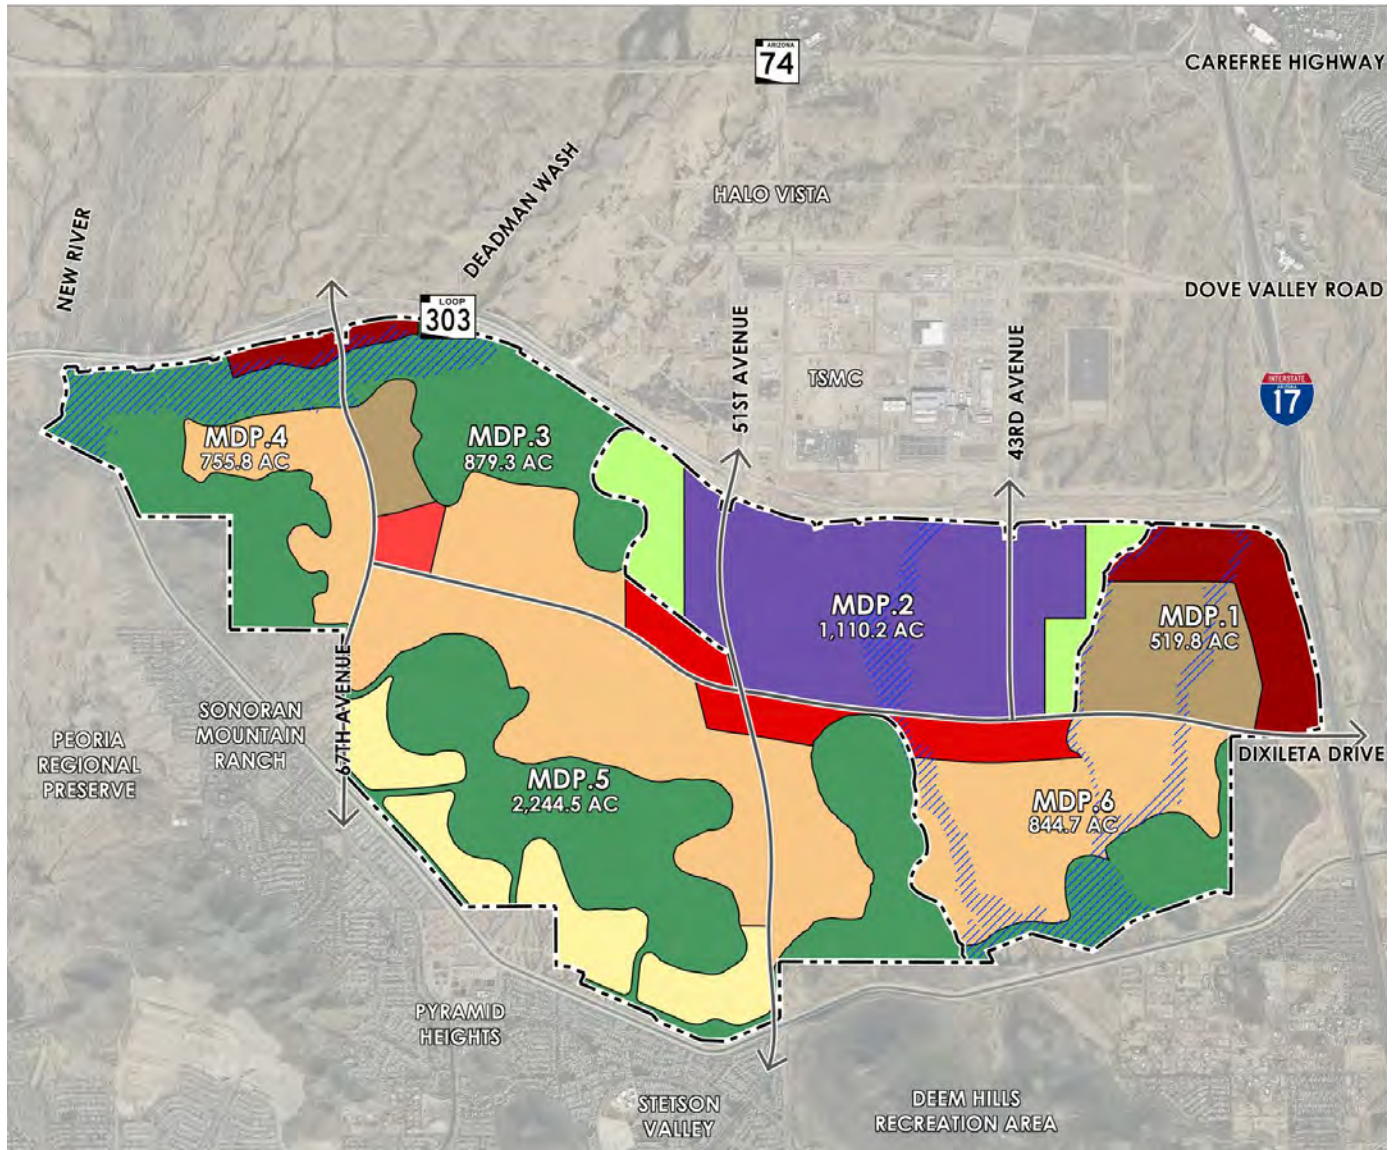 ARIZONA
74
CAREFREE HIGHWAY
DEADMAN WASH
HALO VISTA
NEW RIVER
DOVE VALLEY ROAD
LOOP
303
51ST AVENUE
43RD AVENUE
TSMC
INTERSTATE
ARIZONA
17
MDP.4
755.8 AC
MDP.3
879.3 AC
MDP.2
1,110.2 AC
MDP.1
519.8 AC
67TH AVENUE
SONORAN
MOUNTAIN
RANCH
PEORIA
REGIONAL
PRESERVE
DIXILETA DRIVE
MDP.5
2,244.5 AC
MDP.6
844.7 AC
PYRAMID
HEIGHTS
STETSON
VALLEY
DEEM HILLS
RECREATION AREA